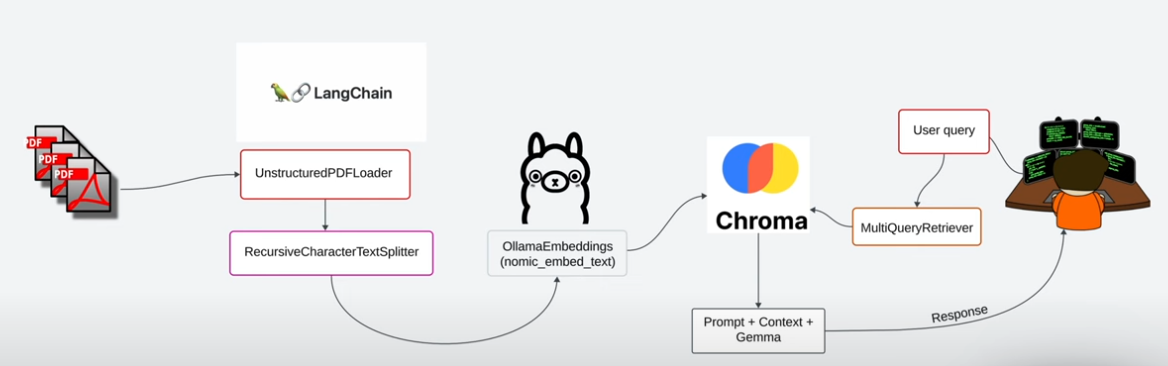 LangChain
PDF
PDF
PDF
UnstructuredPDFLoader
RecursiveCharacterTextSplitter
OllamaEmbeddings
(nomic_embed_text)
Chroma
User query
MultiQueryRetriever
Prompt + Context +
Gemma
Response